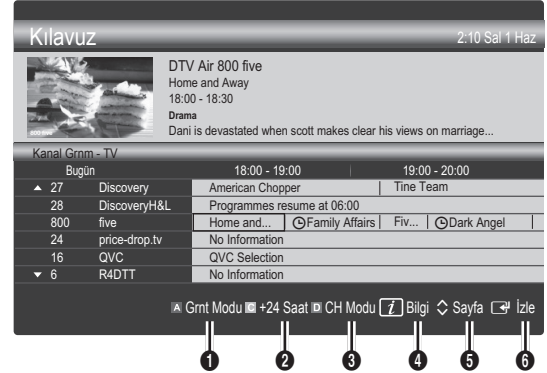 Kılavuz
2:10 Sal 1 Haz
DTV Air 800 five
Home and Away
18:00 - 18:30
Drama
Dani is devastated when scott makes clear his views on marriage...
800 five
Kanal Grnm - TV
Bugün 18:00 - 19:00 19:00 - 20:00
▲ 27 Discovery American Chopper Tine Team
28 DiscoveryH&L Programmes resume at 06:00
800 five Home and... Family Affairs Fiv... Dark Angel
24 price-drop.tv No Information
16 QVC QVC Selection
▼ 6 R4DTT No Information
A Grnt Modu C +24 Saat D CH Modu i Bilgi Sayfa İzle
1 2 3 4 5 6